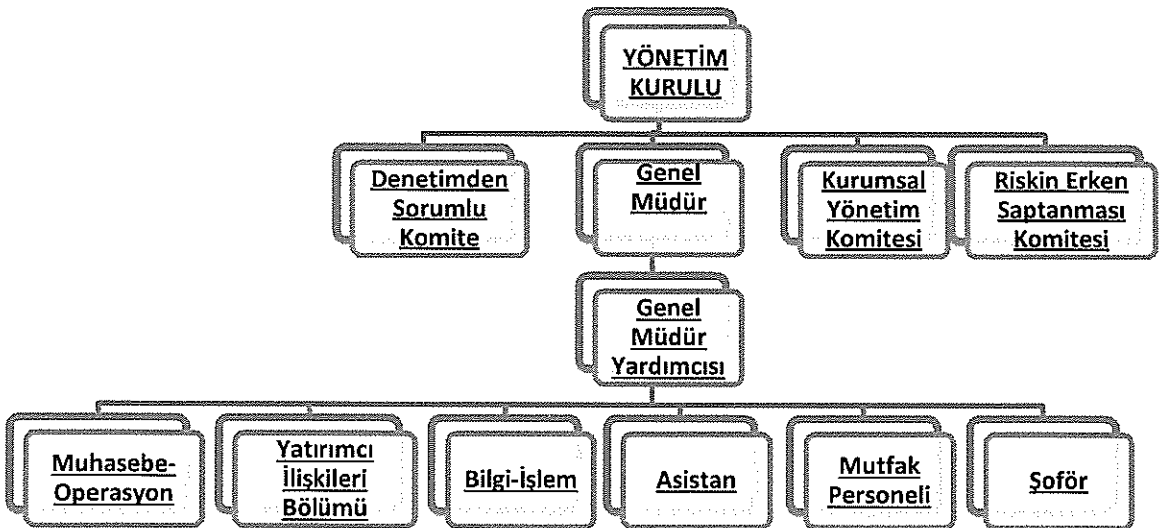 YÖNETİM
KURULU
Denetimden
Sorumlu
Komite
Genel
Müdür
Kurumsal
Yönetim
Komitesi
Riskin Erken
Saptanması
Komitesi
Genel
Müdür
Yardımcısı
Muhasebe-
Operasyon
Yatırımcı
İlişkileri
Bölümü
Bilgi-İşlem
Asistan
Mutfak
Personeli
Şoför